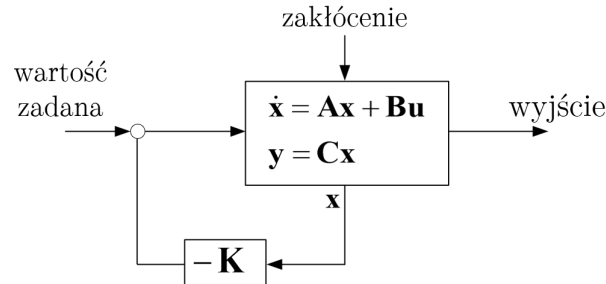 zakłócenie
wartość
zadana
ẋ = Ax + Bu
y = Cx
wyjście
x
−K